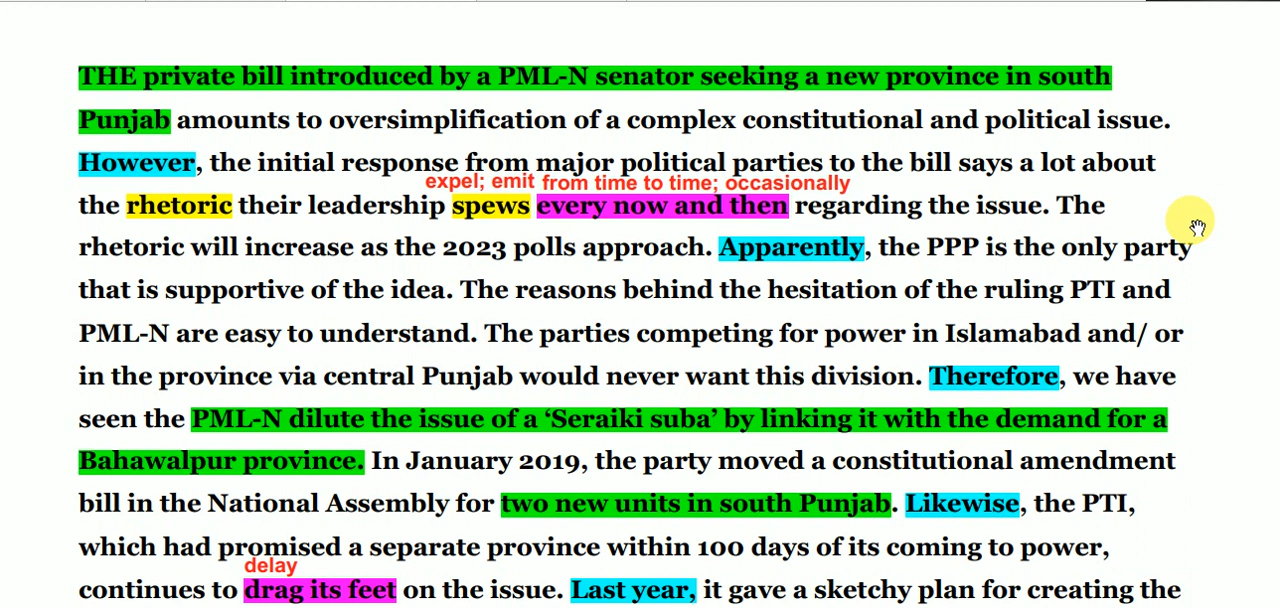 THE private bill introduced by a PML-N senator seeking a new province in south
Punjab amounts to oversimplification of a complex constitutional and political issue.
However, the initial response from major political parties to the bill says a lot about
expel; emit from time to time; occasionally
the rhetoric their leadership spews every now and then regarding the issue. The
rhetoric will increase as the 2023 polls approach. Apparently, the PPP is the only party
that is supportive of the idea. The reasons behind the hesitation of the ruling PTI and
PML-N are easy to understand. The parties competing for power in Islamabad and/ or
in the province via central Punjab would never want this division. Therefore, we have
seen the PML-N dilute the issue of a ‘Seraiki suba’ by linking it with the demand for a
Bahawalpur province. In January 2019, the party moved a constitutional amendment
bill in the National Assembly for two new units in south Punjab. Likewise, the PTI,
which had promised a separate province within 100 days of its coming to power,
delay
continues to drag its feet on the issue. Last year, it gave a sketchy plan for creating the